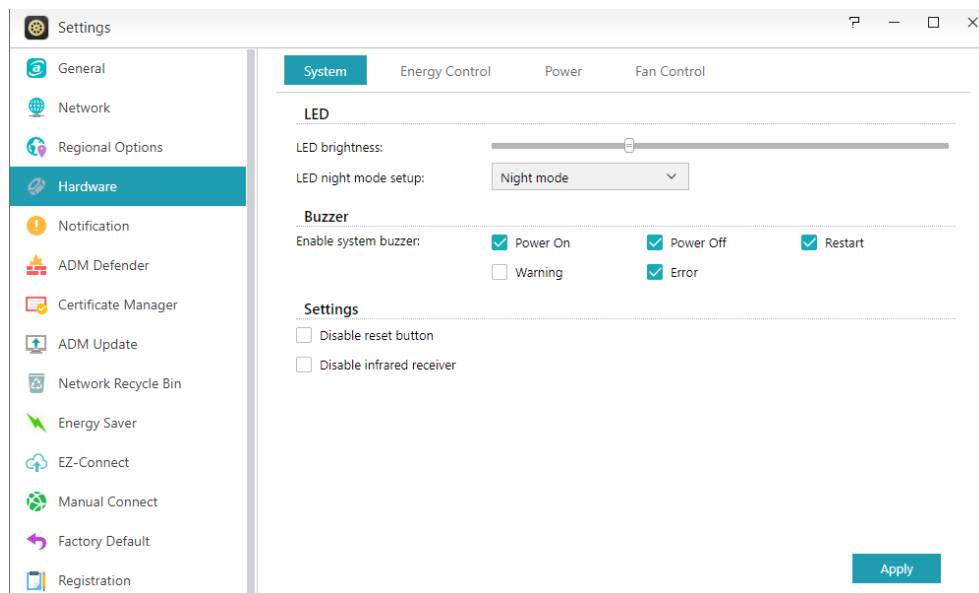 Settings
General
Network
Regional Options
Hardware
Notification
ADM Defender
Certificate Manager
ADM Update
Network Recycle Bin
Energy Saver
EZ-Connect
Manual Connect
Factory Default
Registration
System Energy Control Power Fan Control
LED
LED brightness:
LED night mode setup: Night mode
Buzzer
Enable system buzzer: Power On Power Off Restart
Warning Error
Settings
Disable reset button
Disable infrared receiver
Apply